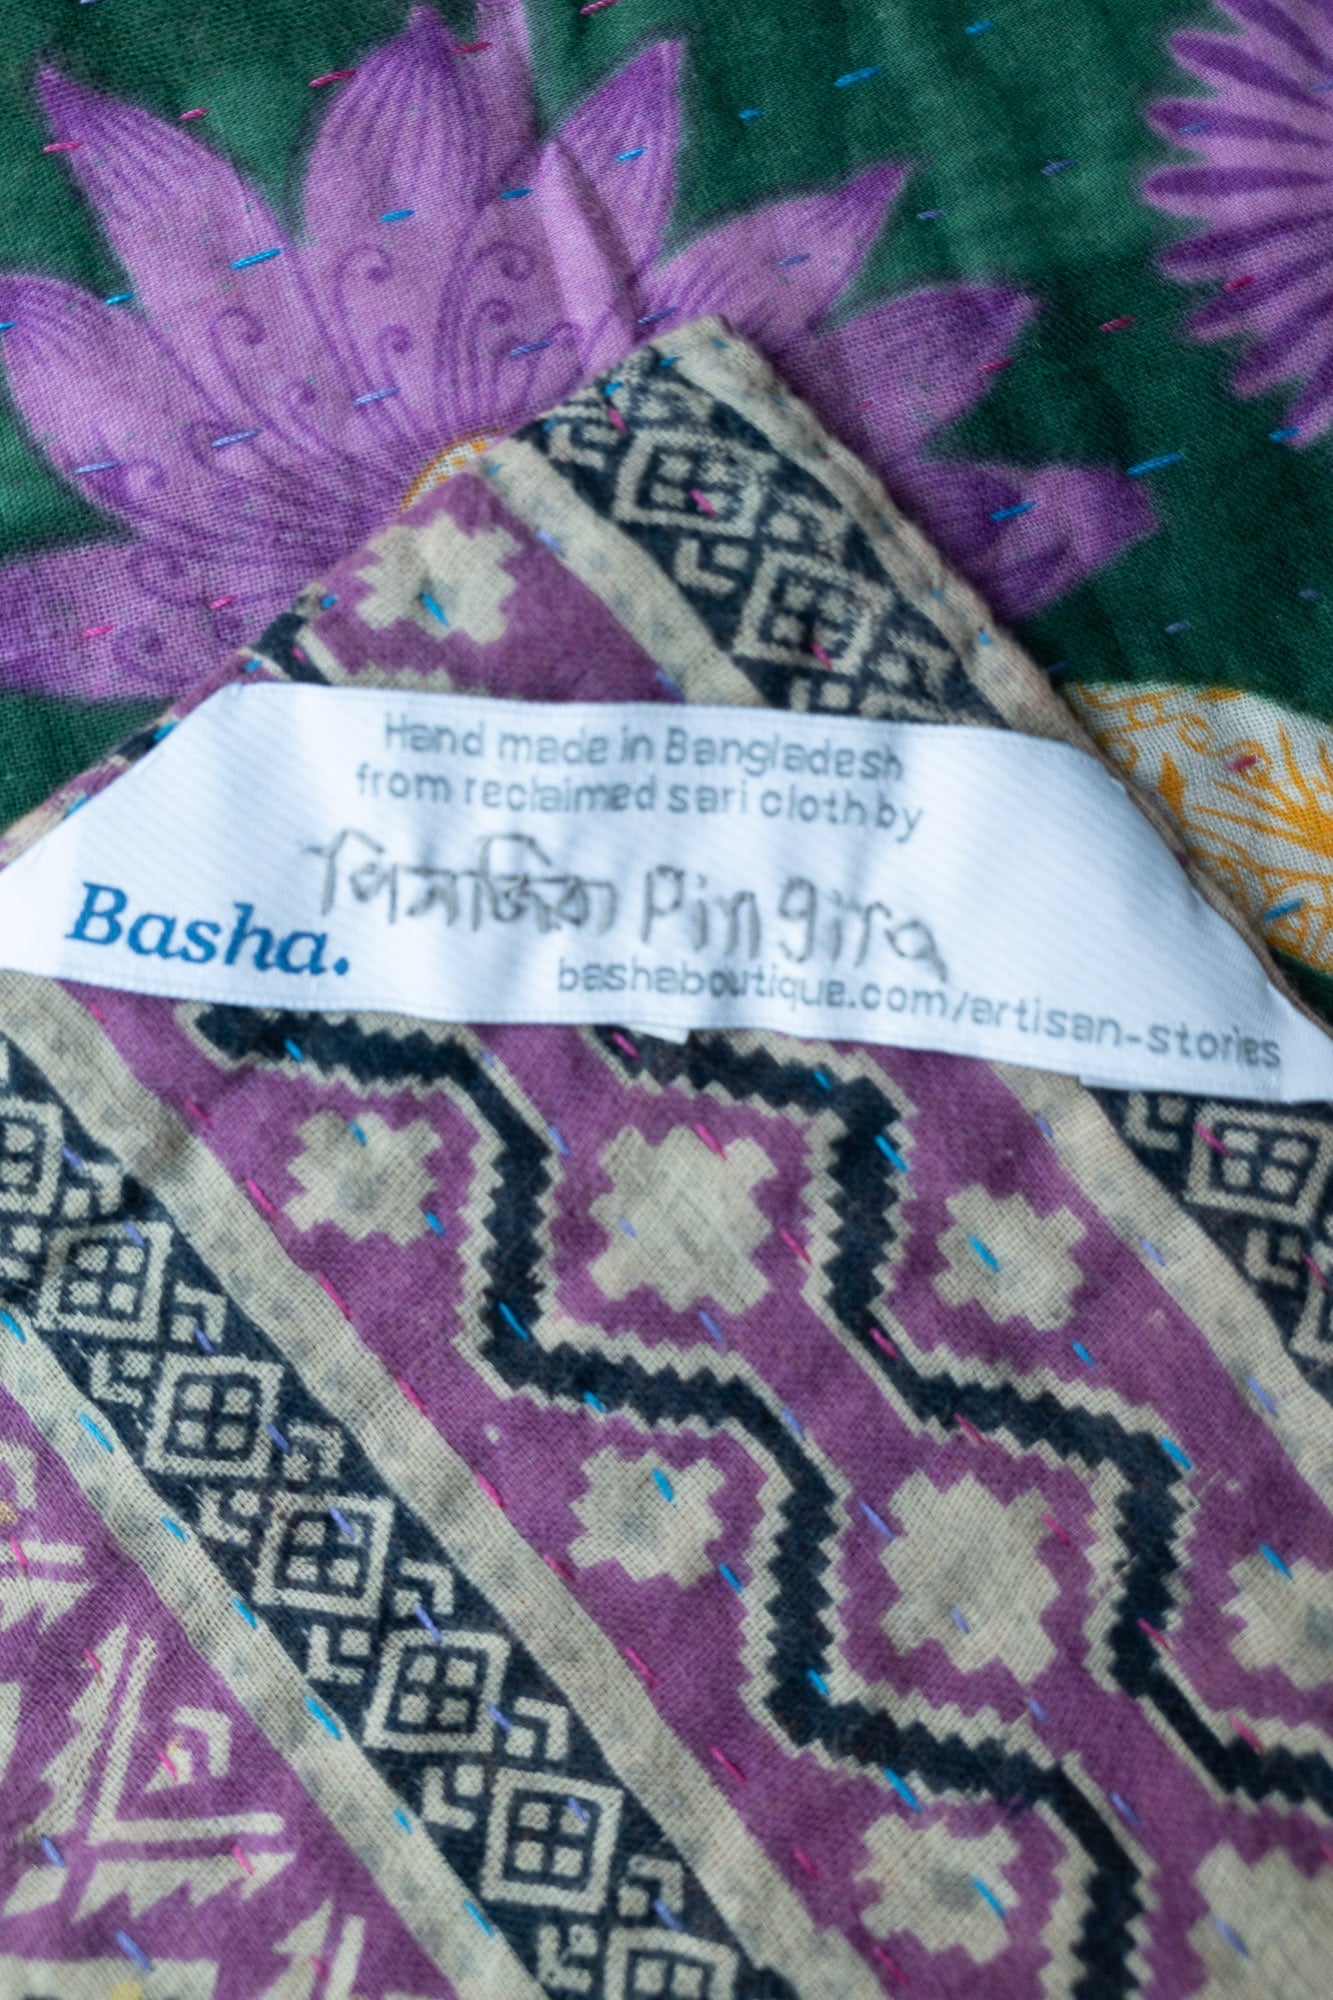 Hand made in Bangladesh
from reclaimed sari cloth by
Pingira
Basha.
bashaboutique.com/artisan-stories